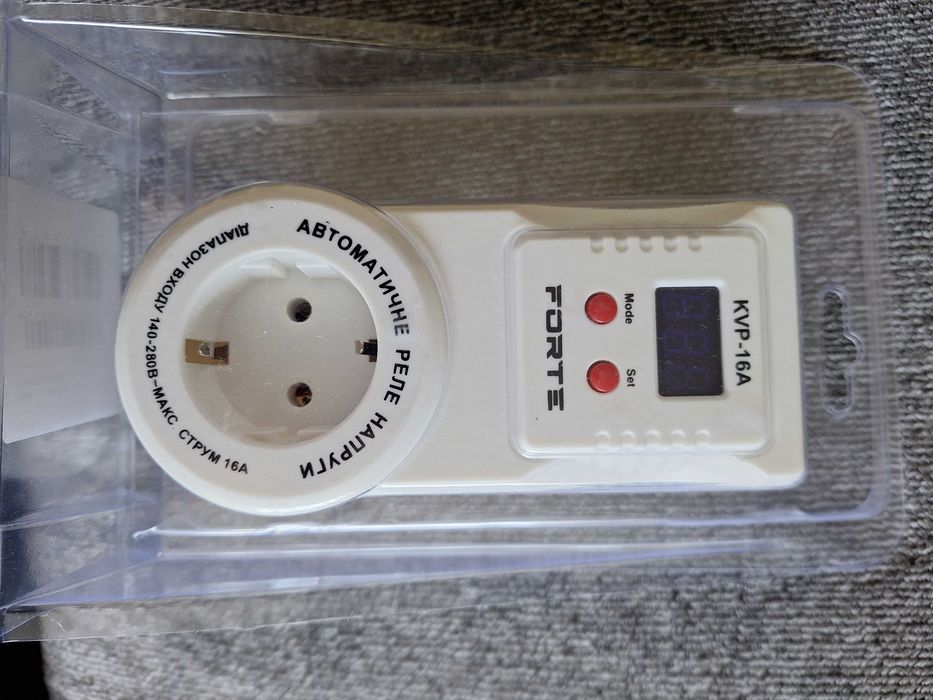 KVP-16A
Mode
Set
FORTE
АВТОМАТИЧНЕ РЕЛЕ НАПРУГИ
ДІАПАЗОН ВХОДУ 140-280В~МАКС СТРУМ 16А